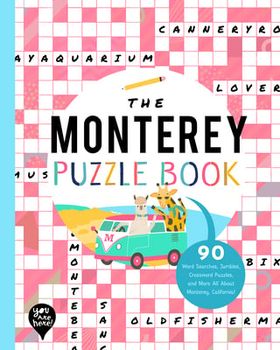 CANNERYRO
AYAQUARIUM
LOVER
THE
MONTEREY
PUZZLE BOOK
MUS
M
90
Word Searches, Jumbles,
Crossword Puzzles,
and More All About
Monterey, California!
BIX
MONTEBE
SANC
you are
here!
OLDFISHERMA